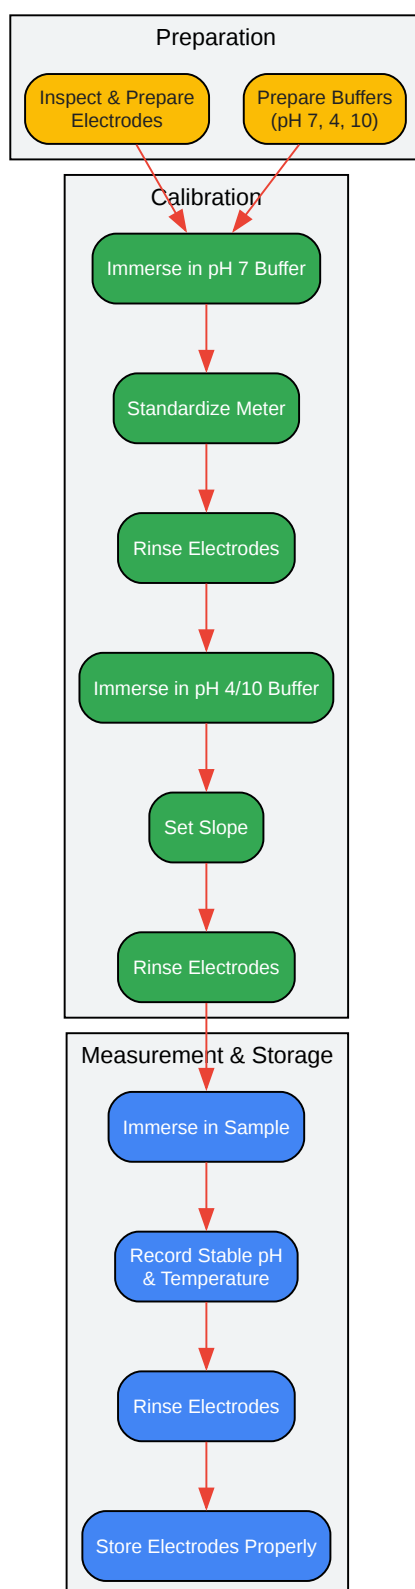 Preparation
Inspect & Prepare
Electrodes
Prepare Buffers
(pH 7, 4, 10)
Calibration
Immerse in pH 7 Buffer
Standardize Meter
Rinse Electrodes
Immerse in pH 4/10 Buffer
Set Slope
Rinse Electrodes
Measurement & Storage
Immerse in Sample
Record Stable pH
& Temperature
Rinse Electrodes
Store Electrodes Properly